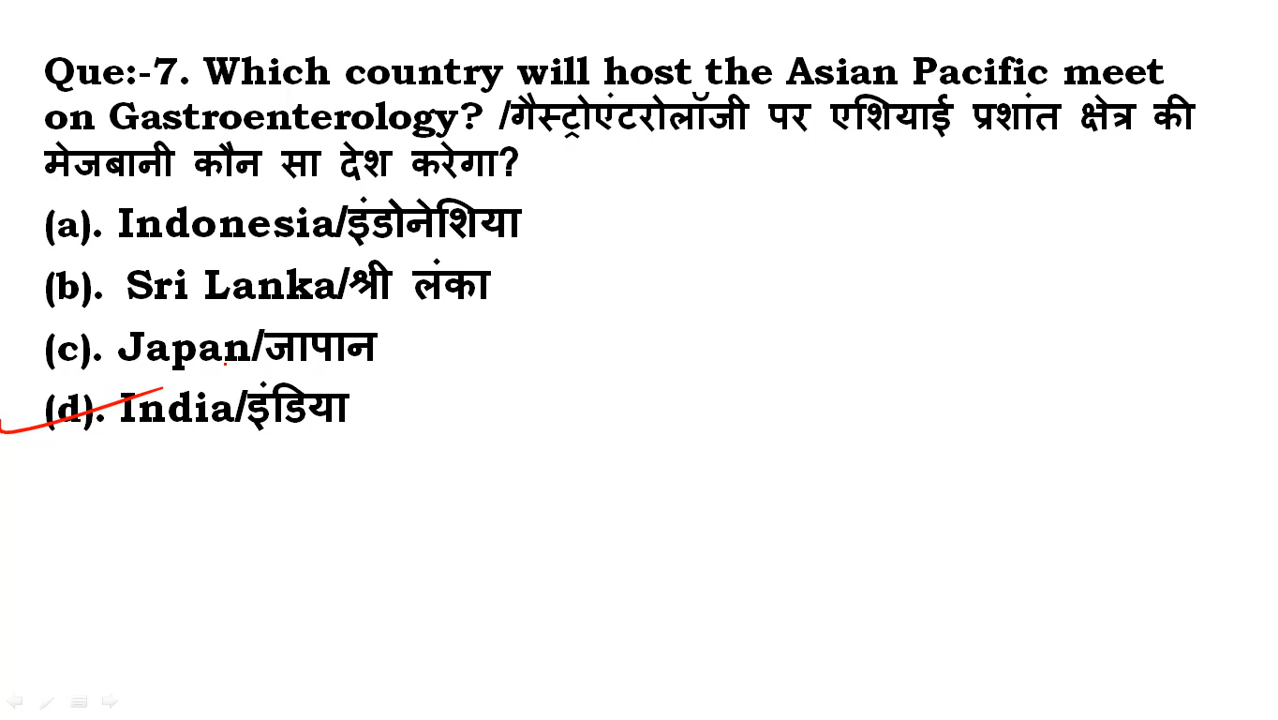 Que:-7. Which country will host the Asian Pacific meet
on Gastroenterology? /गैस्ट्रोएंटरोलॉजी पर एशियाई प्रशांत क्षेत्र की
मेजबानी कौन सा देश करेगा?
(a). Indonesia/इंडोनेशिया
(b). Sri Lanka/श्री लंका
(c). Japan/जापान
(d). India/इंडिया